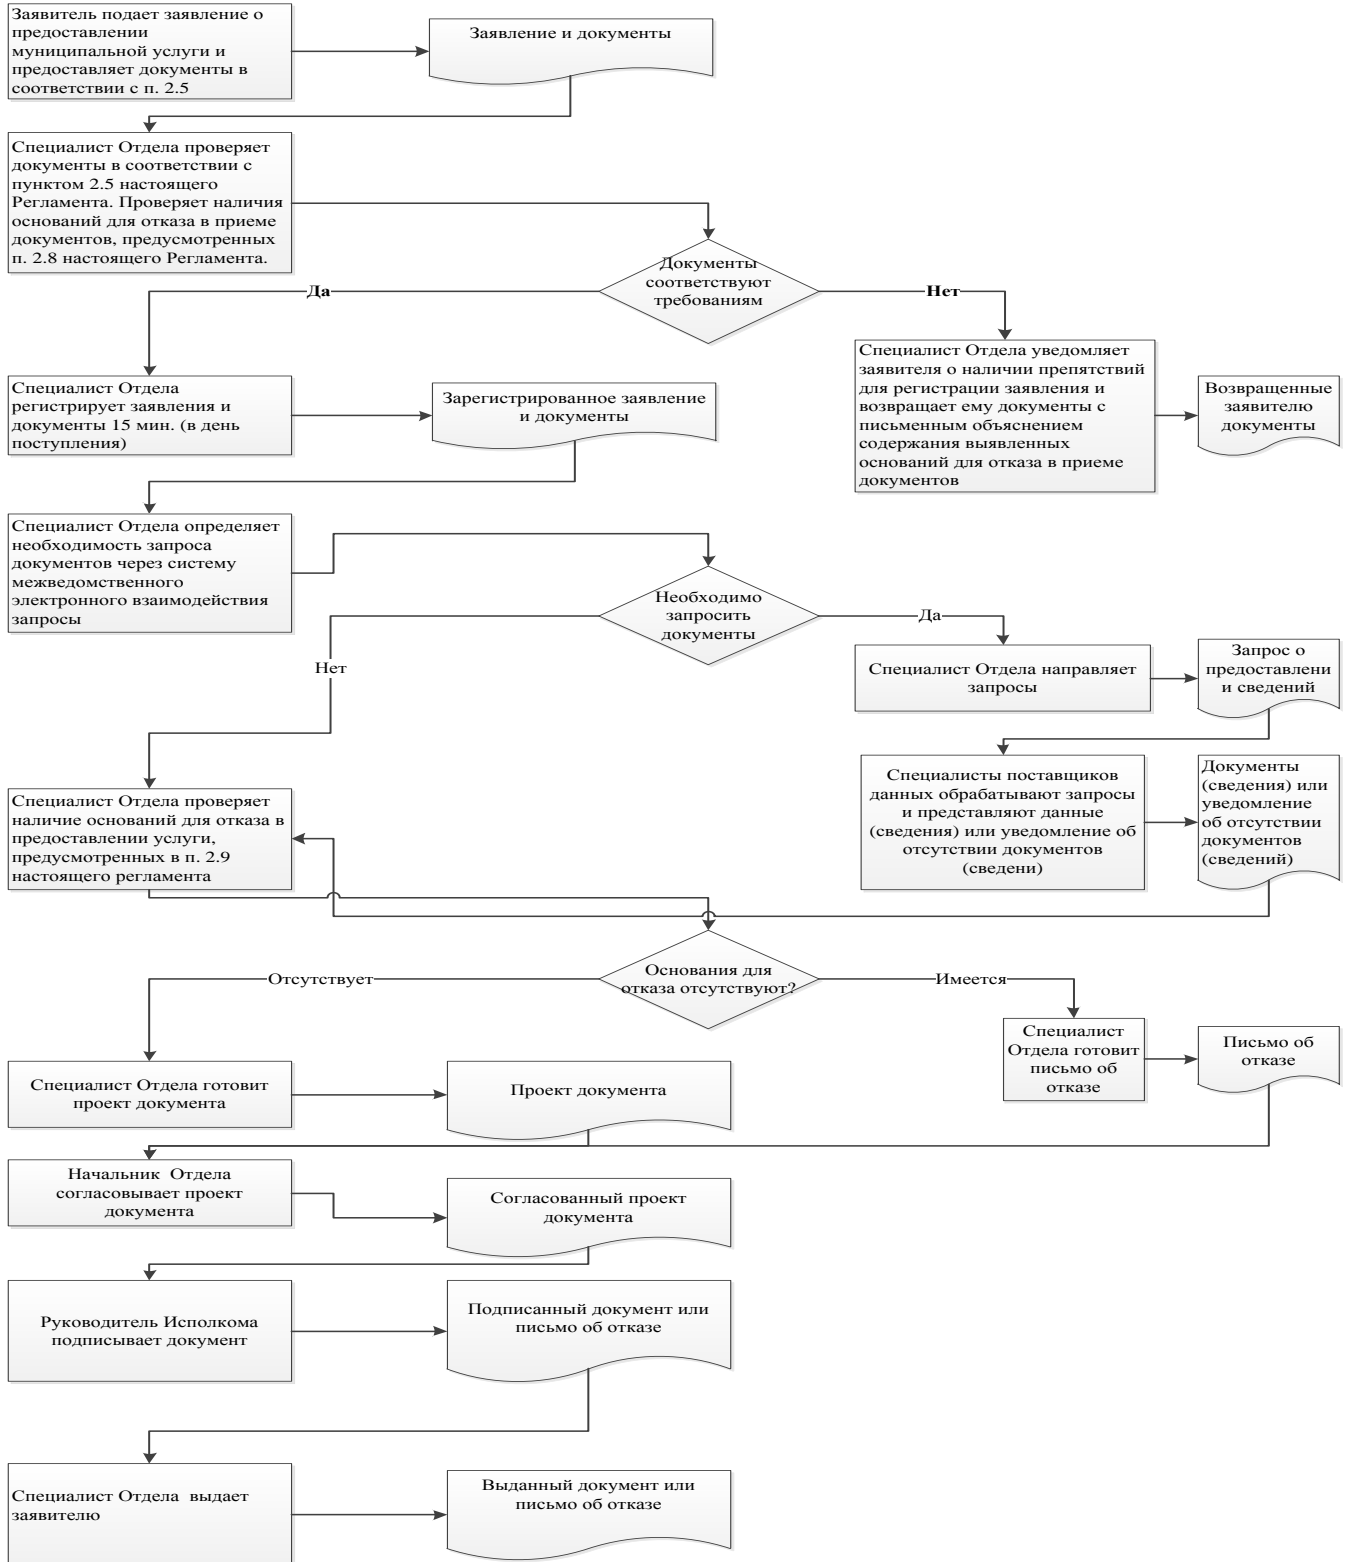 Заявитель подает заявление о
предоставлении
муниципальной услуги и
предоставляет документы в
соответствии с п. 2.5
Заявление и документы
Специалист Отдела проверяет
документы в соответствии с
пунктом 2.5 настоящего
Регламента. Проверяет наличия
оснований для отказа в приеме
документов, предусмотренных
п. 2.8 настоящего Регламента.
Документы
соответствуют
требованиям
Да
Нет
Специалист Отдела
регистрирует заявления и
документы 15 мин. (в день
поступления)
Зарегистрированное заявление
и документы
Специалист Отдела уведомляет
заявителя о наличии препятствий
для регистрации заявления и
возвращает ему документы с
письменным объяснением
содержания выявленных
оснований для отказа в приеме
документов
Возвращенные
заявителю
документы
Специалист Отдела определяет
необходимость запроса
документов через систему
межведомственного
электронного взаимодействия
запросы
Необходимо
запросить
документы
Да
Нет
Специалист Отдела направляет
запросы
Запрос о
предоставлени
и сведений
Специалисты поставщиков
данных обрабатывают запросы
и представляют данные
(сведения) или уведомление об
отсутствии документов
(сведени)
Документы
(сведения) или
уведомление
об отсутствии
документов
(сведений)
Специалист Отдела проверяет
наличие оснований для отказа в
предоставлении услуги,
предусмотренных в п. 2.9
настоящего регламента
Основания для
отказа отсутствуют?
Отсутствует
Имеется
Специалист
Отдела готовит
письмо об
отказе
Письмо об
отказе
Специалист Отдела готовит
проект документа
Проект документа
Начальник  Отдела
согласовывает проект
документа
Согласованный проект
документа
Руководитель Исполкома
подписывает документ
Подписанный документ или
письмо об отказе
Специалист Отдела  выдает
заявителю
Выданный документ или
письмо об отказе